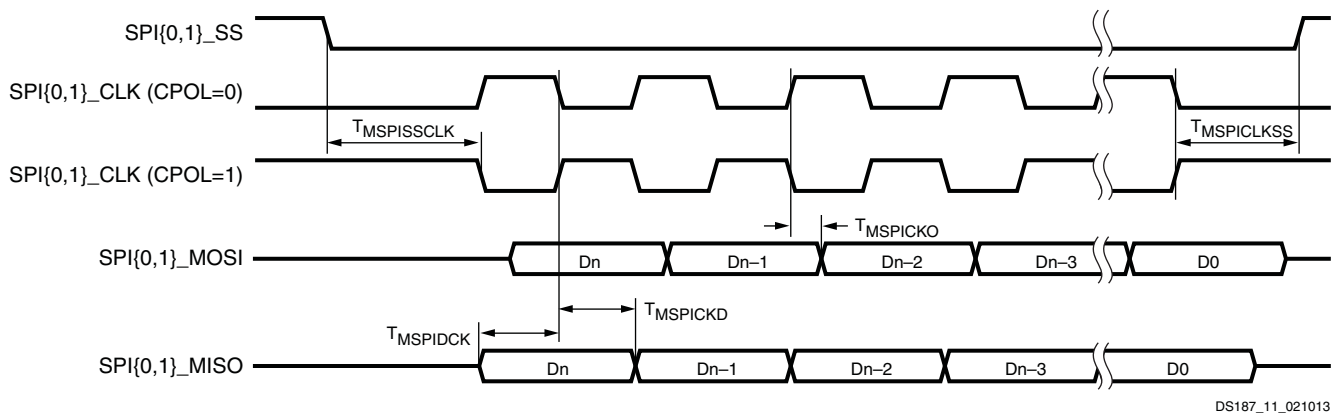 SPI{0,1}_SS
SPI{0,1}_CLK (CPOL=0)
TMSPISSCLK
TMSPICLKSS
SPI{0,1}_CLK (CPOL=1)
TMSPICKO
SPI{0,1}_MOSI
Dn
Dn–1
Dn–2
Dn–3
D0
TMSPICKD
TMSPIDCK
SPI{0,1}_MISO
Dn
Dn–1
Dn–2
Dn–3
D0
DS187_11_021013